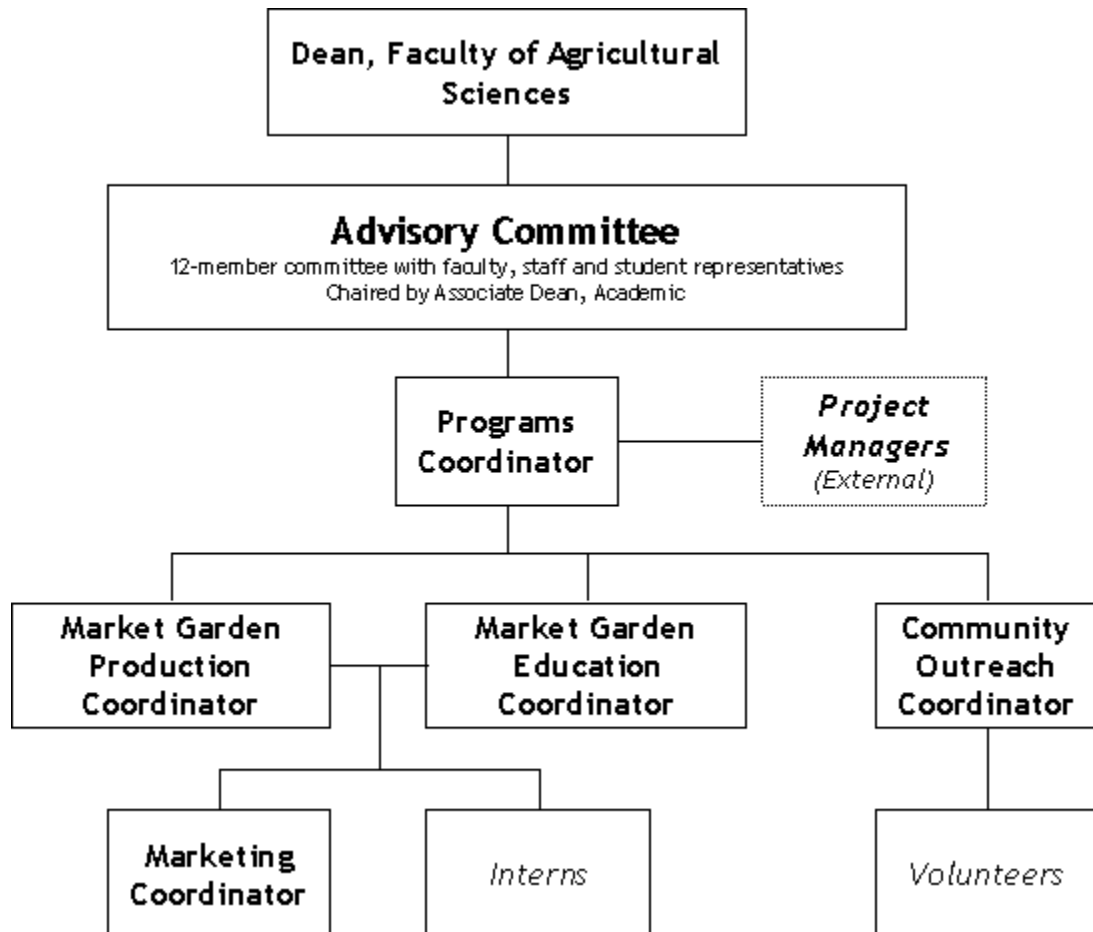 Dean, Faculty of Agricultural
Sciences
Advisory Committee
12-member committee with faculty, staff and student representatives
Chaired by Associate Dean, Academic
Programs
Coordinator
Project
Managers
(External)
Market Garden
Production
Coordinator
Market Garden
Education
Coordinator
Community
Outreach
Coordinator
Marketing
Coordinator
Interns
Volunteers